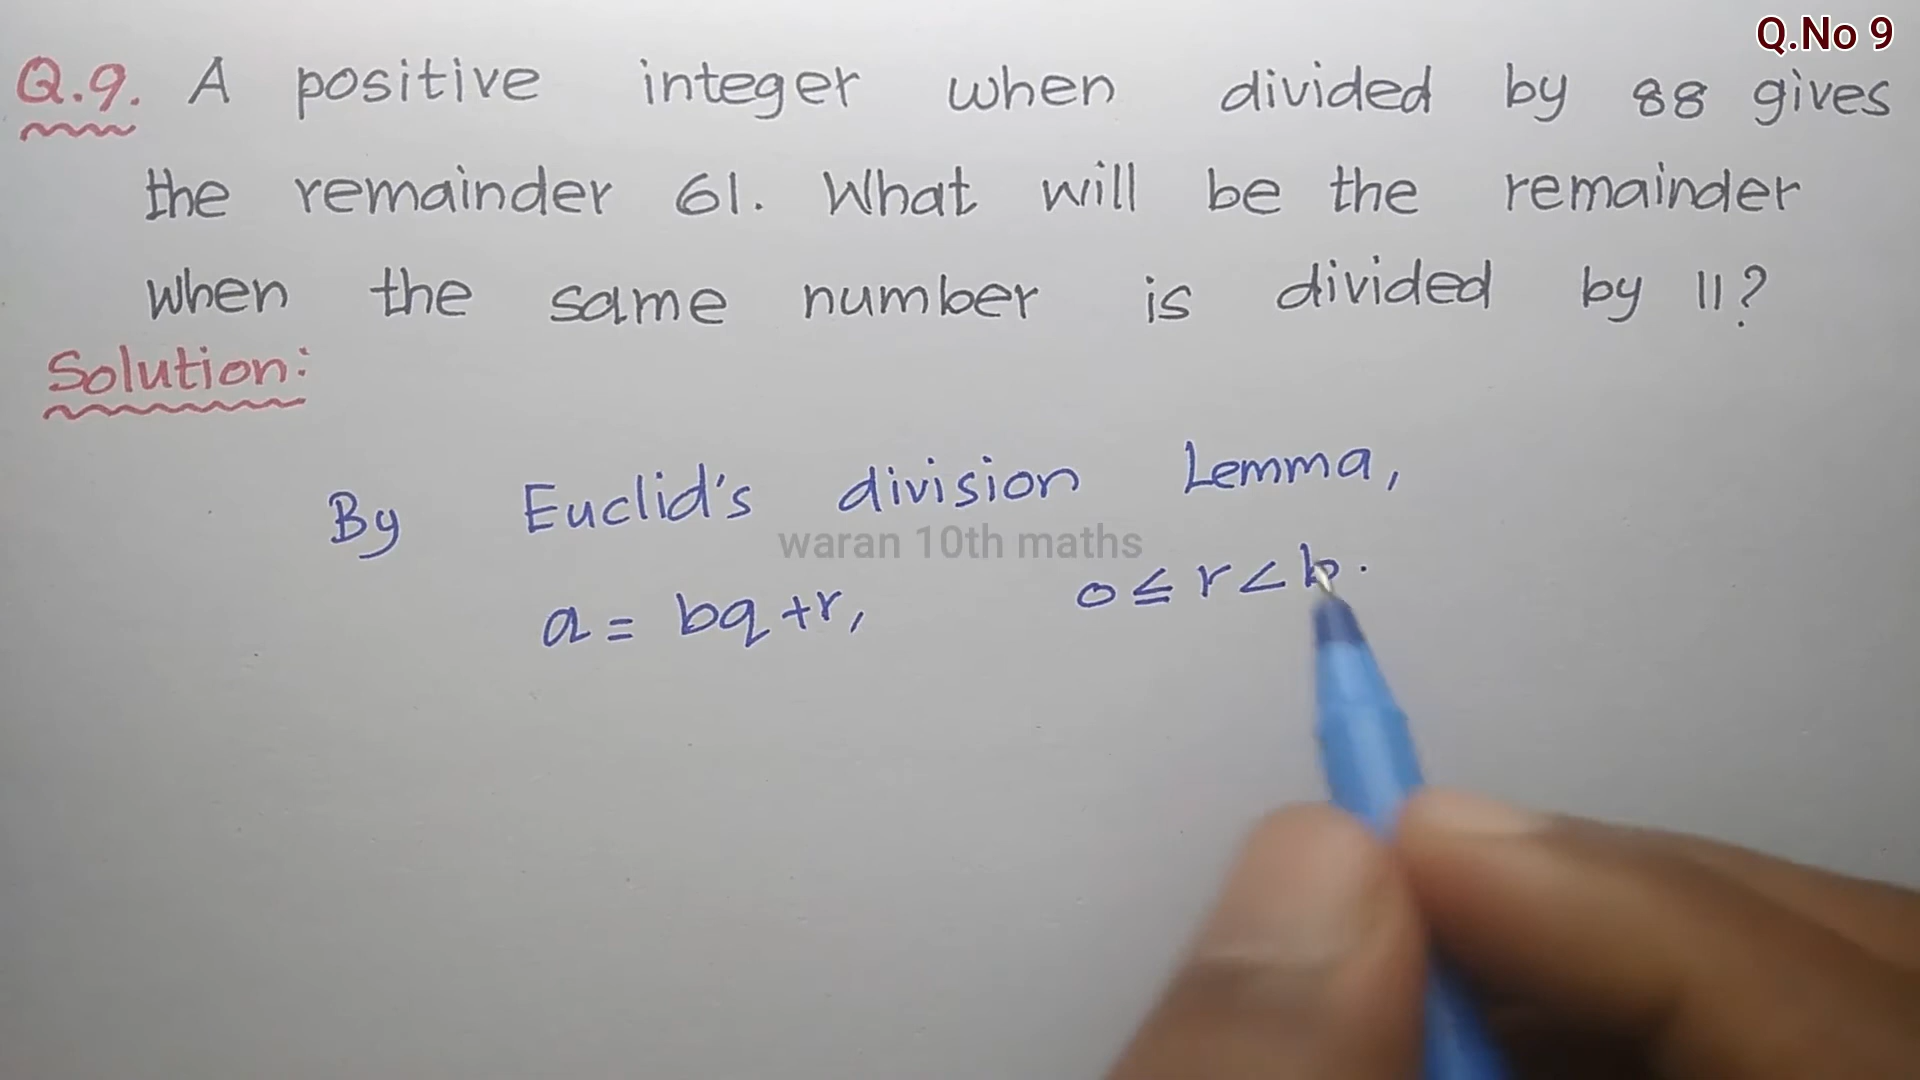 Q.No 9
Q.9. A positive integer when divided by 88 gives
the remainder 61. What will be the remainder
when the same number is divided by 11?
Solution:
By Euclid's division Lemma,
waran 10th maths
a = bq + r, 0 ≤ r < b.